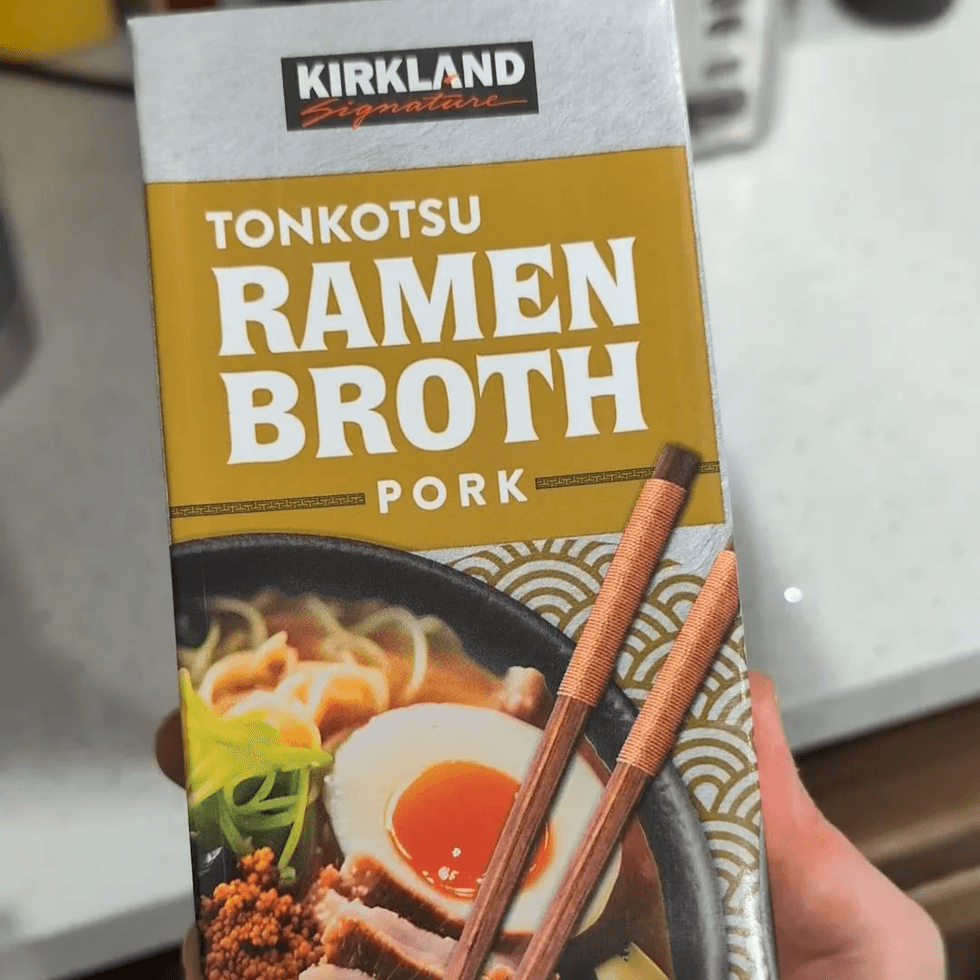 KIRKLAND
Signature
TONKOTSU
RAMEN
BROTH
PORK